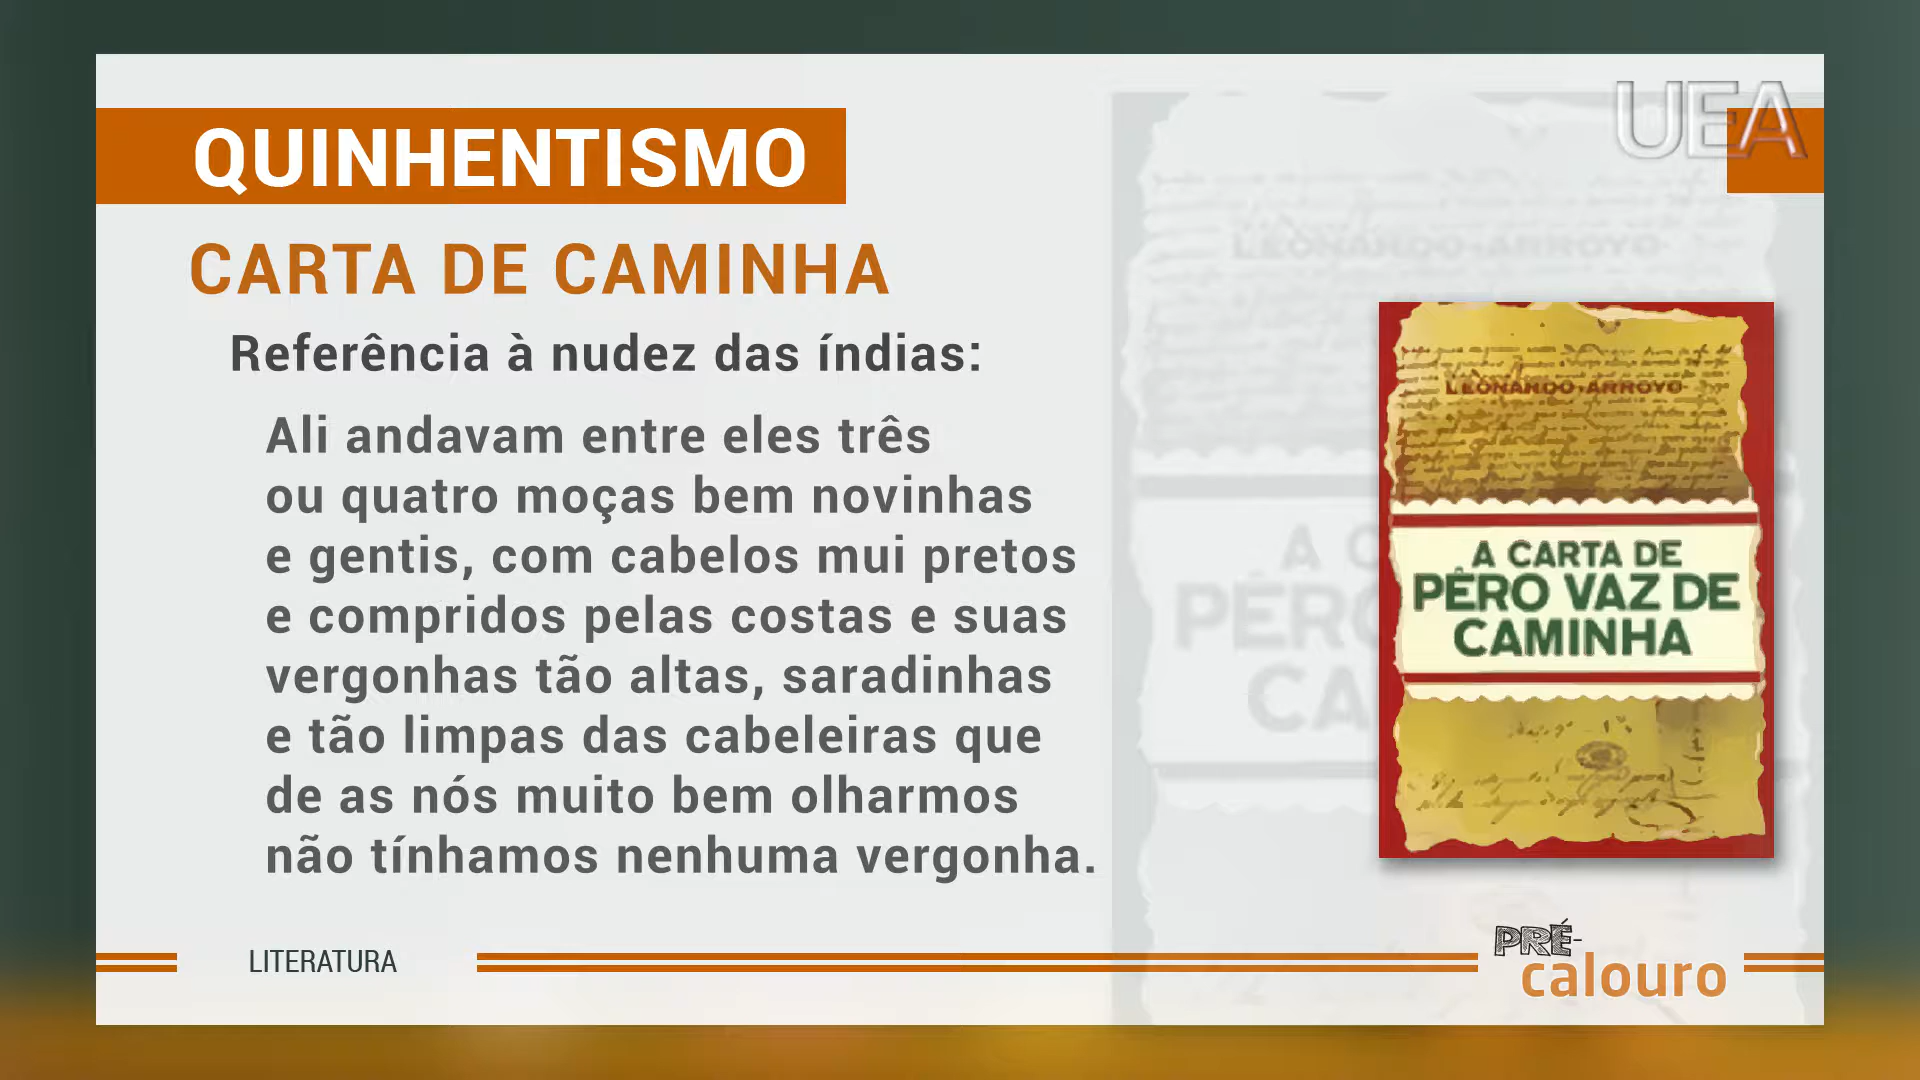 UEA
QUINHENTISMO
CARTA DE CAMINHA
Referência à nudez das índias:
Ali andavam entre eles três
ou quatro moças bem novinhas
e gentis, com cabelos mui pretos
e compridos pelas costas e suas
vergonhas tão altas, saradinhas
e tão limpas das cabeleiras que
de as nós muito bem olharmos
não tínhamos nenhuma vergonha.
LEONARDO ARROYO
A CARTA DE
PÊRO VAZ DE
CAMINHA
LITERATURA
PRÉ-
calouro